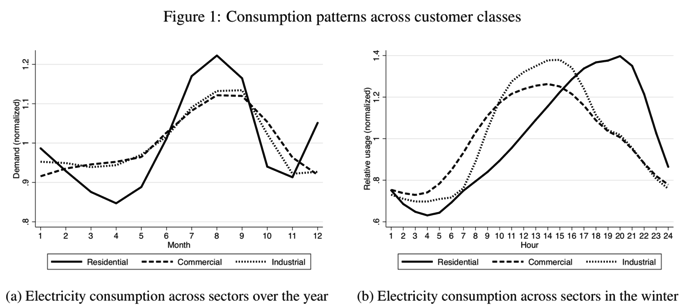 Figure 1: Consumption patterns across customer classes
Demand (normalized)
1.2
1.1
1
.9
.8
1 2 3 4 5 6 7 8 9 10 11 12
Month
Residential Commercial Industrial
(a) Electricity consumption across sectors over the year
Relative usage (normalized)
1.4
1.2
1
.8
.6
1 2 3 4 5 6 7 8 9 10 11 12 13 14 15 16 17 18 19 20 21 22 23 24
Hour
Residential Commercial Industrial
(b) Electricity consumption across sectors in the winter